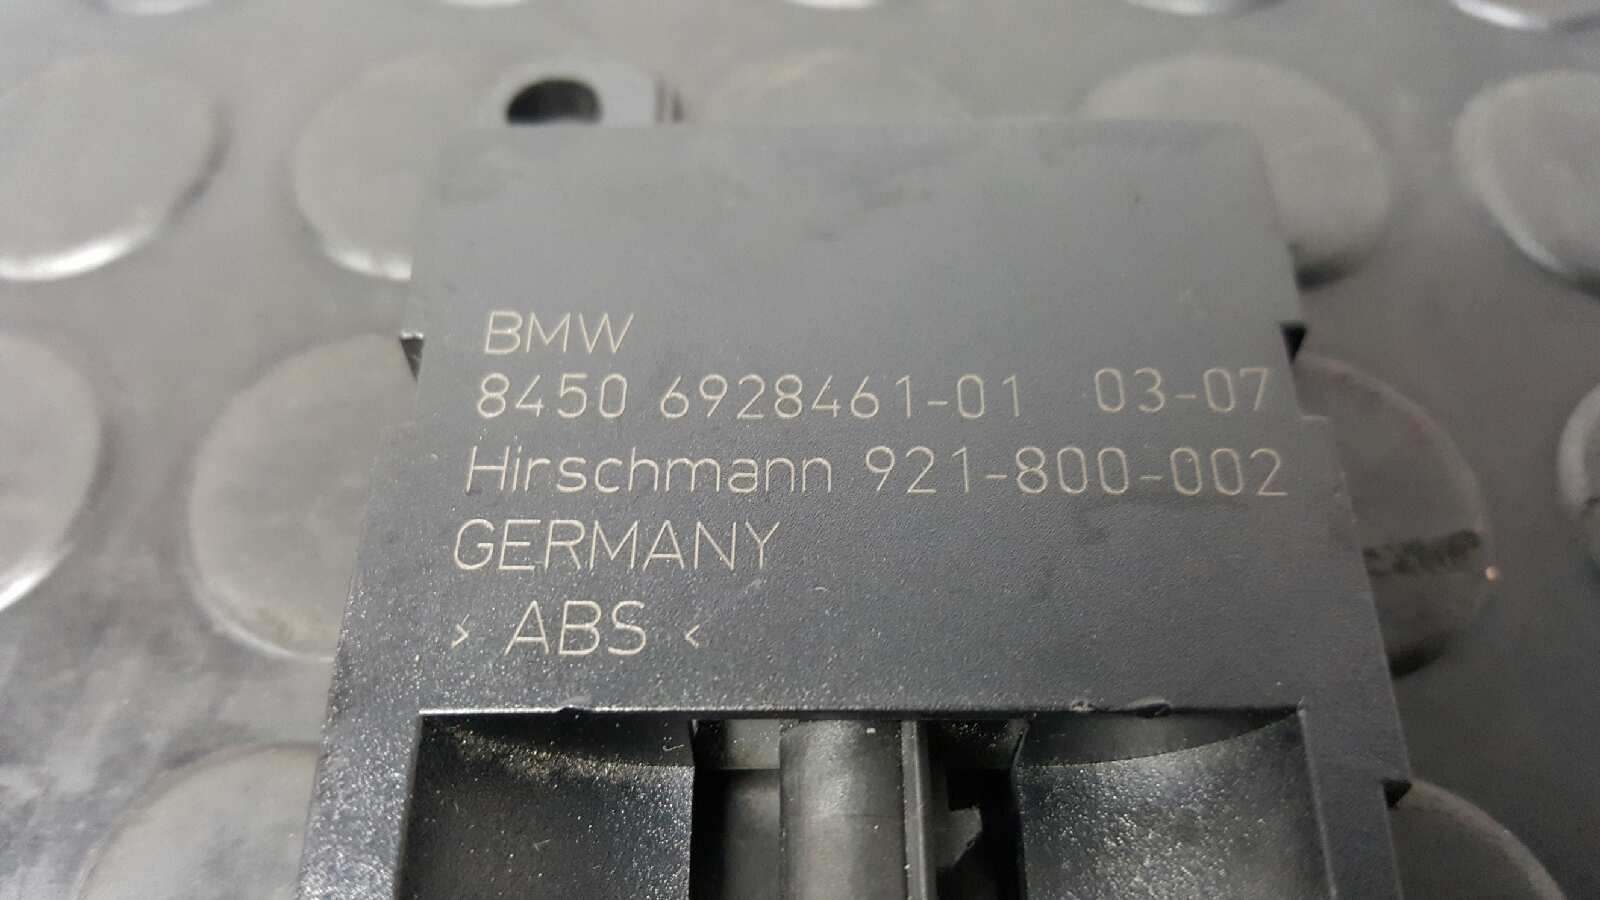 BMW
8450 6928461-01 03-07
Hirschmann 921-800-002
GERMANY
> ABS <